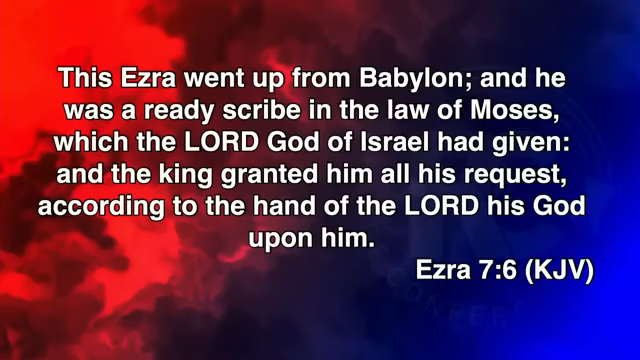 This Ezra went up from Babylon; and he
was a ready scribe in the law of Moses,
which the LORD God of Israel had given:
and the king granted him all his request,
according to the hand of the LORD his God
upon him.
Ezra 7:6 (KJV)